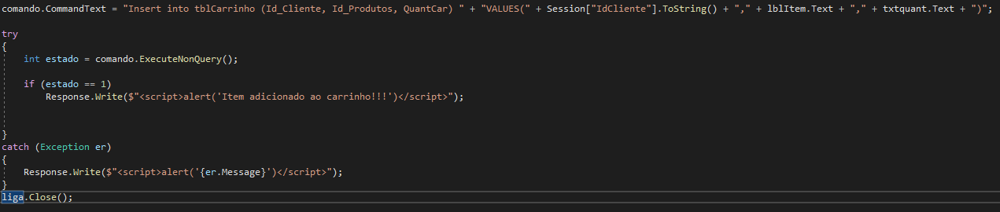 comando.CommandText = "Insert into tblCarrinho (Id_Cliente, Id_Produtos, QuantCar) " + "VALUES(" + Session["IdCliente"].ToString() + "," + lblItem.Text + "," + txtquant.Text + ")";
try
{
int estado = comando.ExecuteNonQuery();
if (estado == 1)
Response.Write($"<script>alert('Item adicionado ao carrinho!!!')</script>");
}
catch (Exception er)
{
Response.Write($"<script>alert('{er.Message}')</script>");
}
liga.Close();